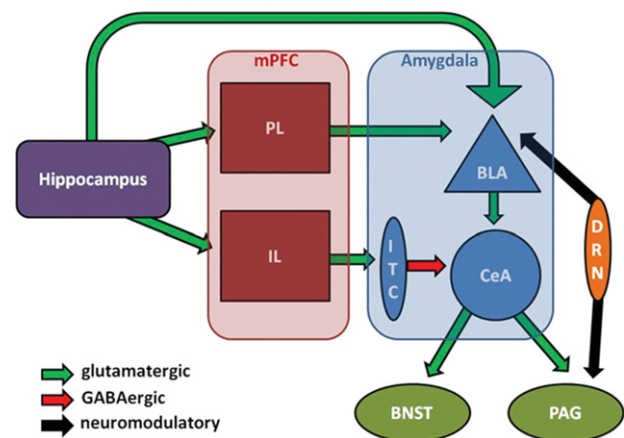 mPFC
Amygdala
PL
Hippocampus
BLA
IL
I
T
C
CeA
D
R
N
glutamatergic
GABAergic
neuromodulatory
BNST
PAG